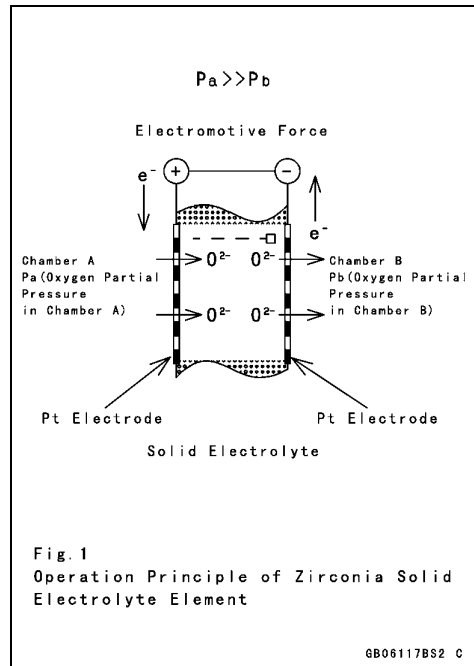 Pa>>Pb
Electromotive Force
+
−
e⁻
e⁻
Chamber A
Pa(Oxygen Partial
Pressure
in Chamber A)
O²⁻ O²⁻
O²⁻ O²⁻
Chamber B
Pb(Oxygen Partial
Pressure
in Chamber B)
Pt Electrode
Pt Electrode
Solid Electrolyte
Fig.1
Operation Principle of Zirconia Solid
Electrolyte Element
GB06117BS2 C